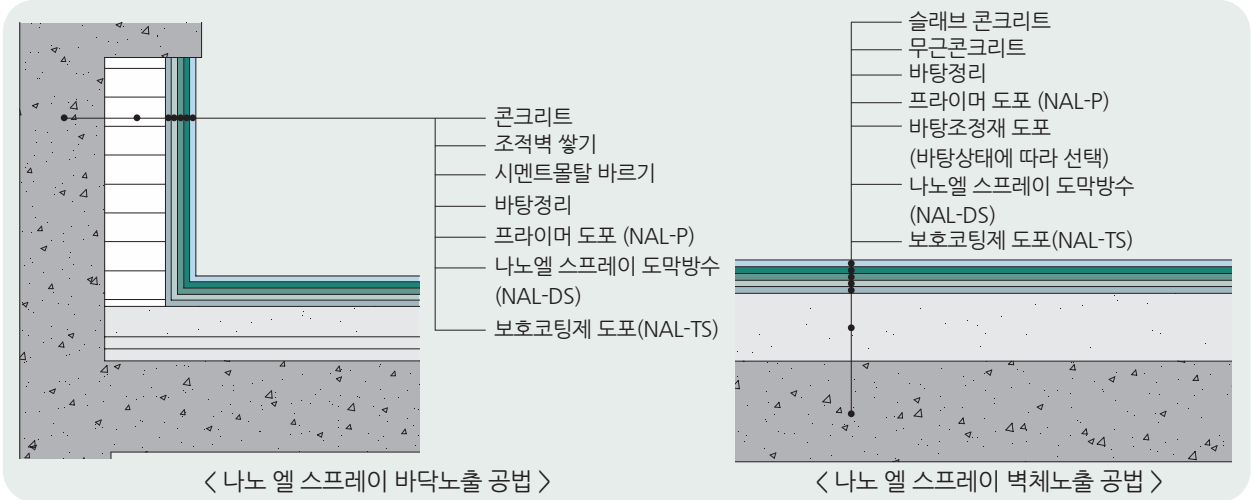 콘크리트
조적벽 쌓기
시멘트몰탈 바르기
바탕정리
프라이머 도포 (NAL-P)
나노엘 스프레이 도막방수
(NAL-DS)
보호코팅제 도포(NAL-TS)
< 나노 엘 스프레이 바닥노출 공법 >
슬래브 콘크리트
무근콘크리트
바탕정리
프라이머 도포 (NAL-P)
바탕조정재 도포
(바탕상태에 따라 선택)
나노엘 스프레이 도막방수
(NAL-DS)
보호코팅제 도포(NAL-TS)
< 나노 엘 스프레이 벽체노출 공법 >